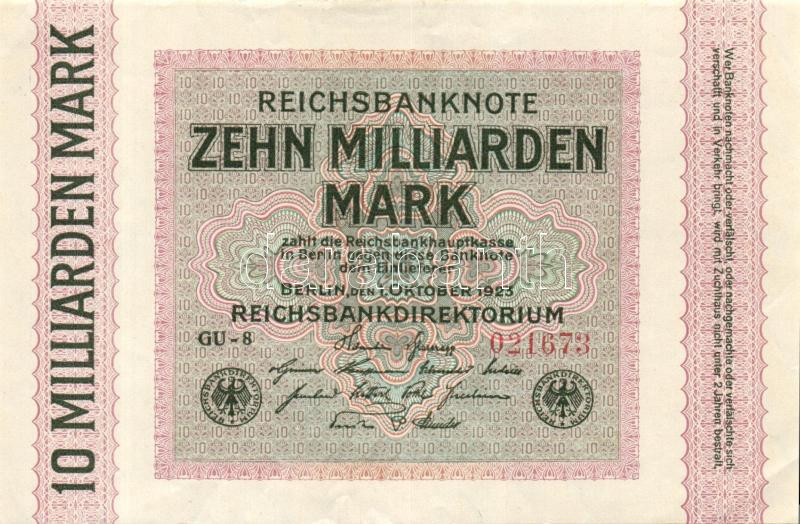 10 MILLIARDEN MARK
REICHSBANKNOTE
ZEHN MILLIARDEN
MARK
zahlt die Reichsbankhauptkasse
in Berlin gegen diese Banknote
dem Einlieferer
BERLIN, DEN 1. OKTOBER 1923
REICHSBANKDIREKTORIUM
GU-8
021673
REICHSBANKDIREKTORIUM
REICHSBANKDIREKTORIUM
Wer Banknoten nachmacht oder verfälscht, oder nachgemachte oder verfälschte sich
verschafft und in Verkehr bringt, wird mit Zuchthaus nicht unter 2 Jahren bestraft.